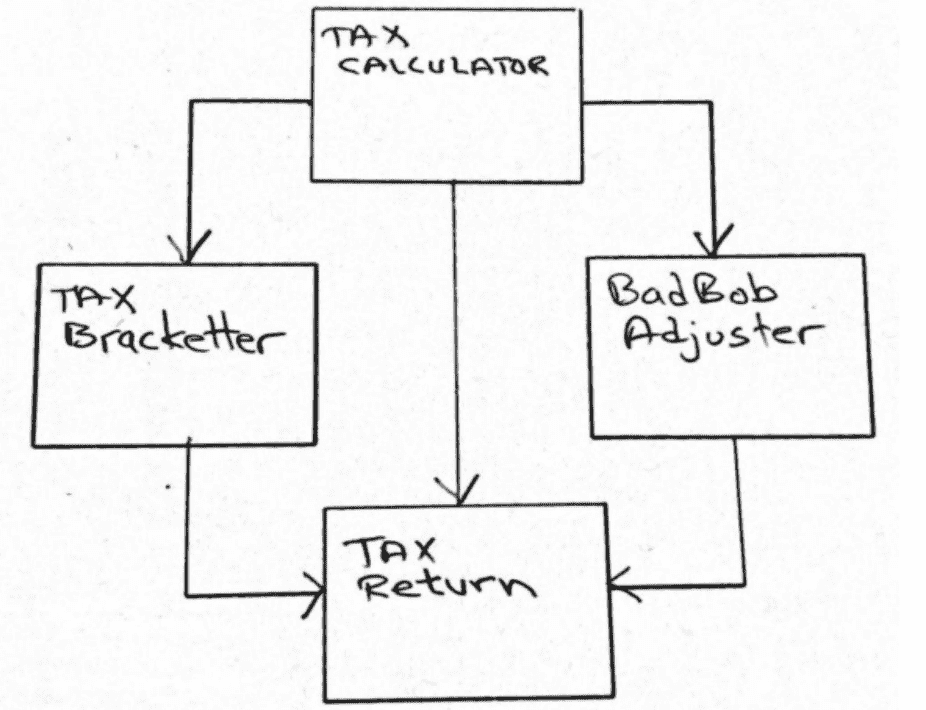 TAX
CALCULATOR
TAX
Bracketter
BadBob
Adjuster
TAX
Return